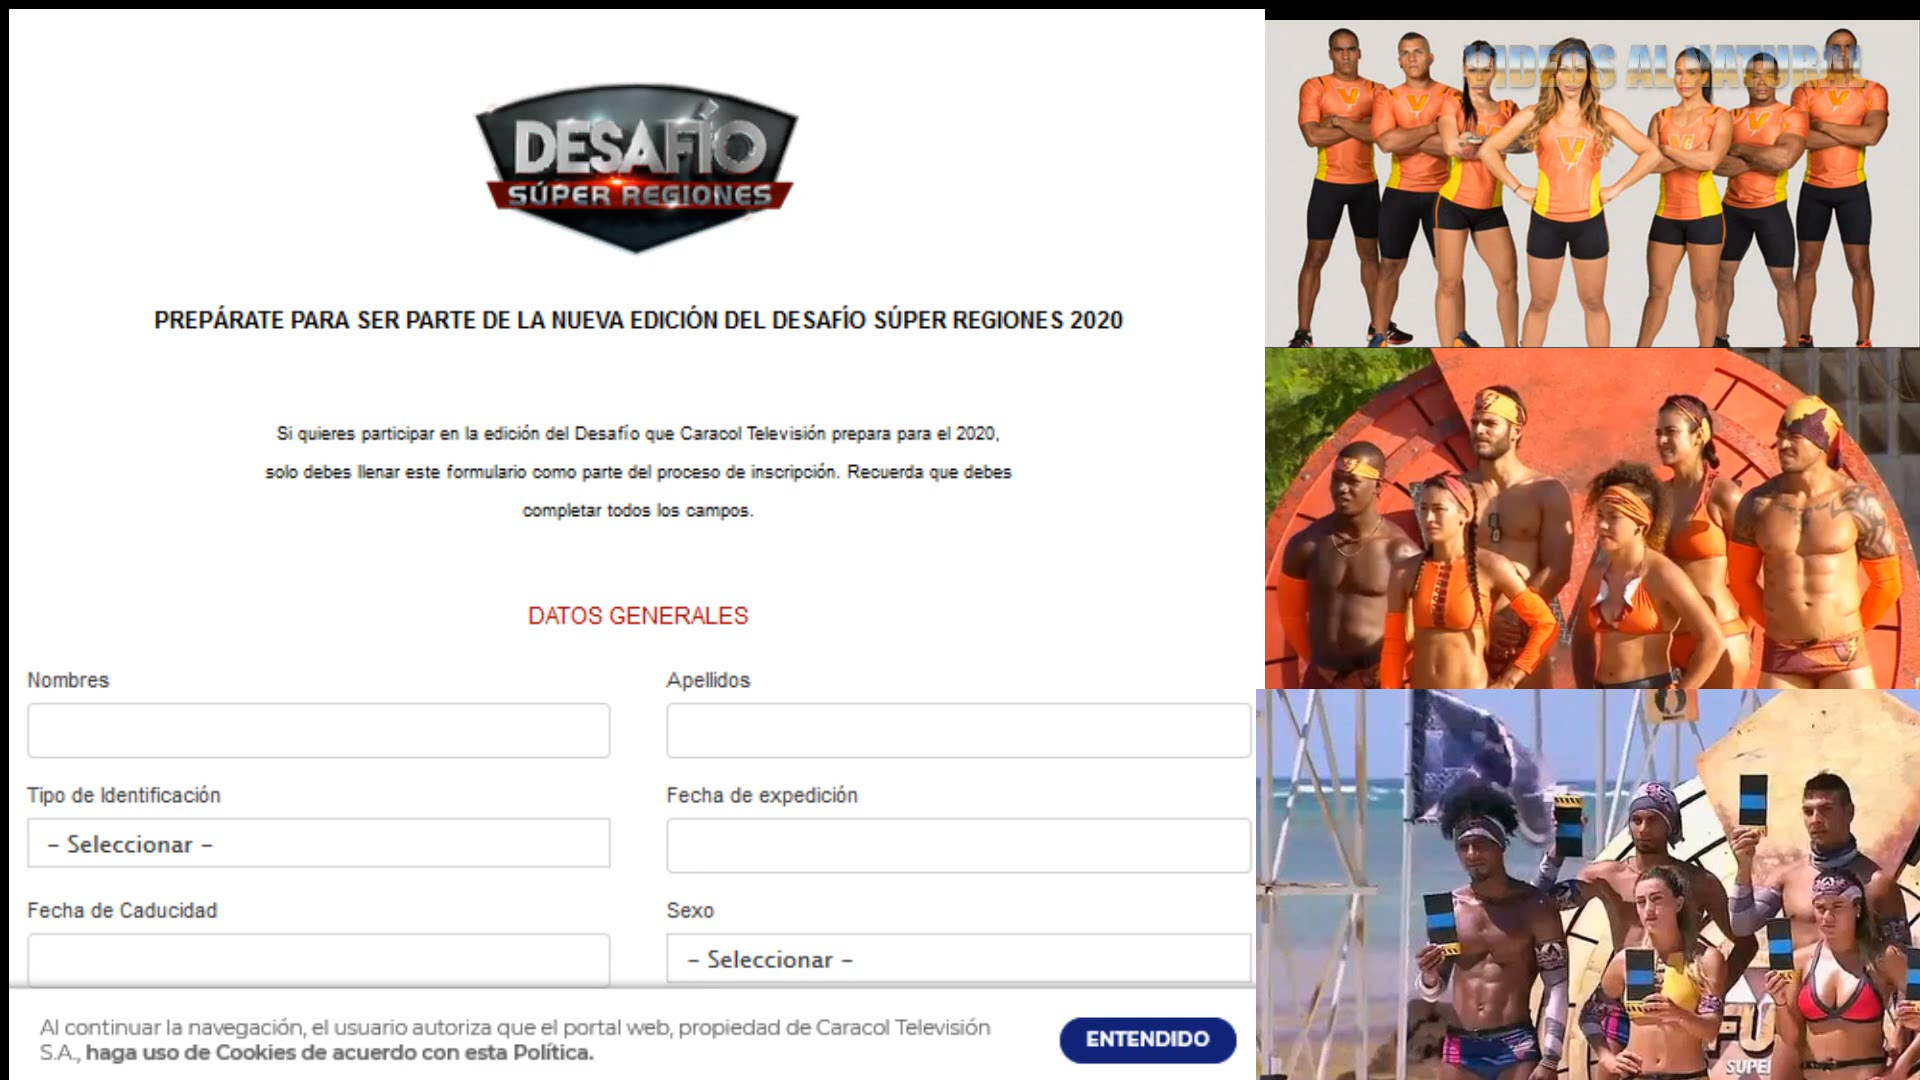 DESAFÍO
SÚPER REGIONES
PREPÁRATE PARA SER PARTE DE LA NUEVA EDICIÓN DEL DESAFÍO SÚPER REGIONES 2020
Si quieres participar en la edición del Desafío que Caracol Televisión prepara para el 2020,
solo debes llenar este formulario como parte del proceso de inscripción. Recuerda que debes
completar todos los campos.
DATOS GENERALES
Nombres
Apellidos
Tipo de Identificación
Fecha de expedición
– Seleccionar –
Fecha de Caducidad
Sexo
– Seleccionar –
Al continuar la navegación, el usuario autoriza que el portal web, propiedad de Caracol Televisión
S.A., haga uso de Cookies de acuerdo con esta Política.
ENTENDIDO
VIDEOS AL NATURAL
V V V V V
FU
SUPE